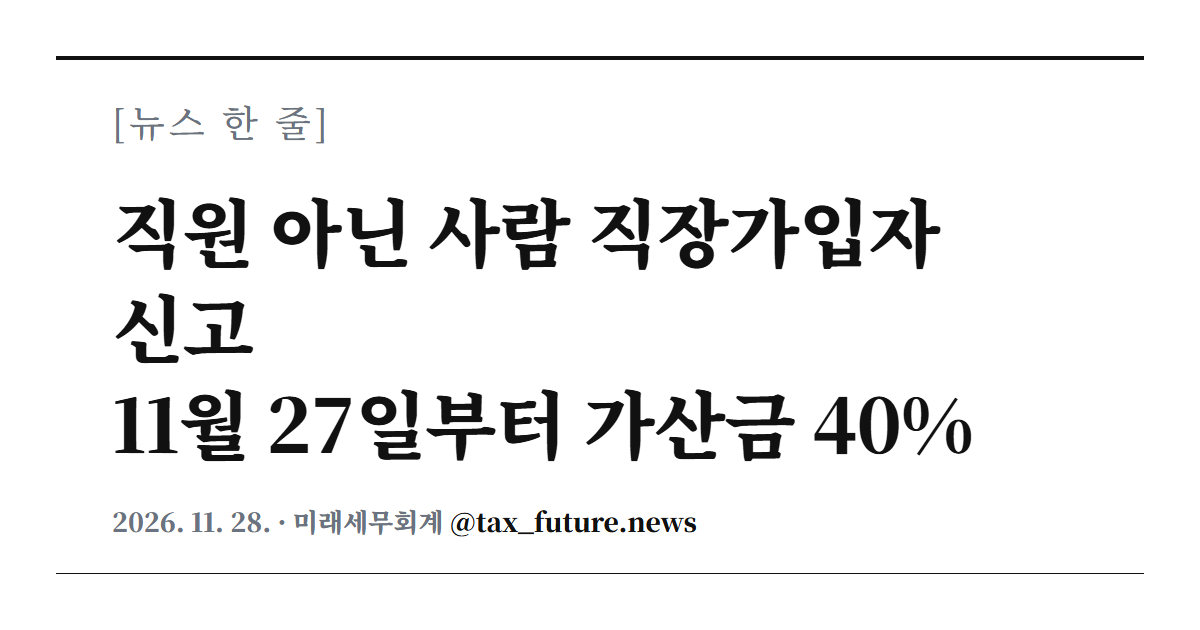 [뉴스 한 줄]
직원 아닌 사람 직장가입자
신고
11월 27일부터 가산금 40%
2026. 11. 28. · 미래세무회계 @tax_future.news